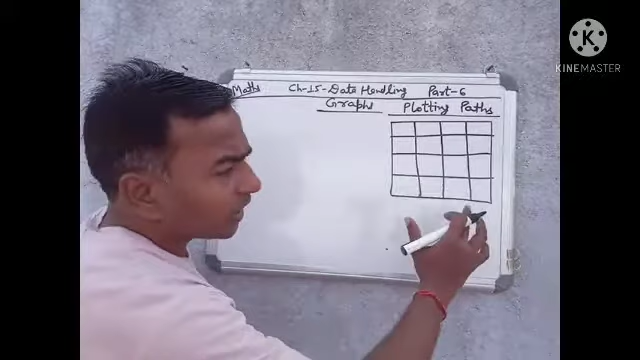 Maths Ch-15-Data Handling Part-6
Graphs Plotting Paths
K
KINEMASTER